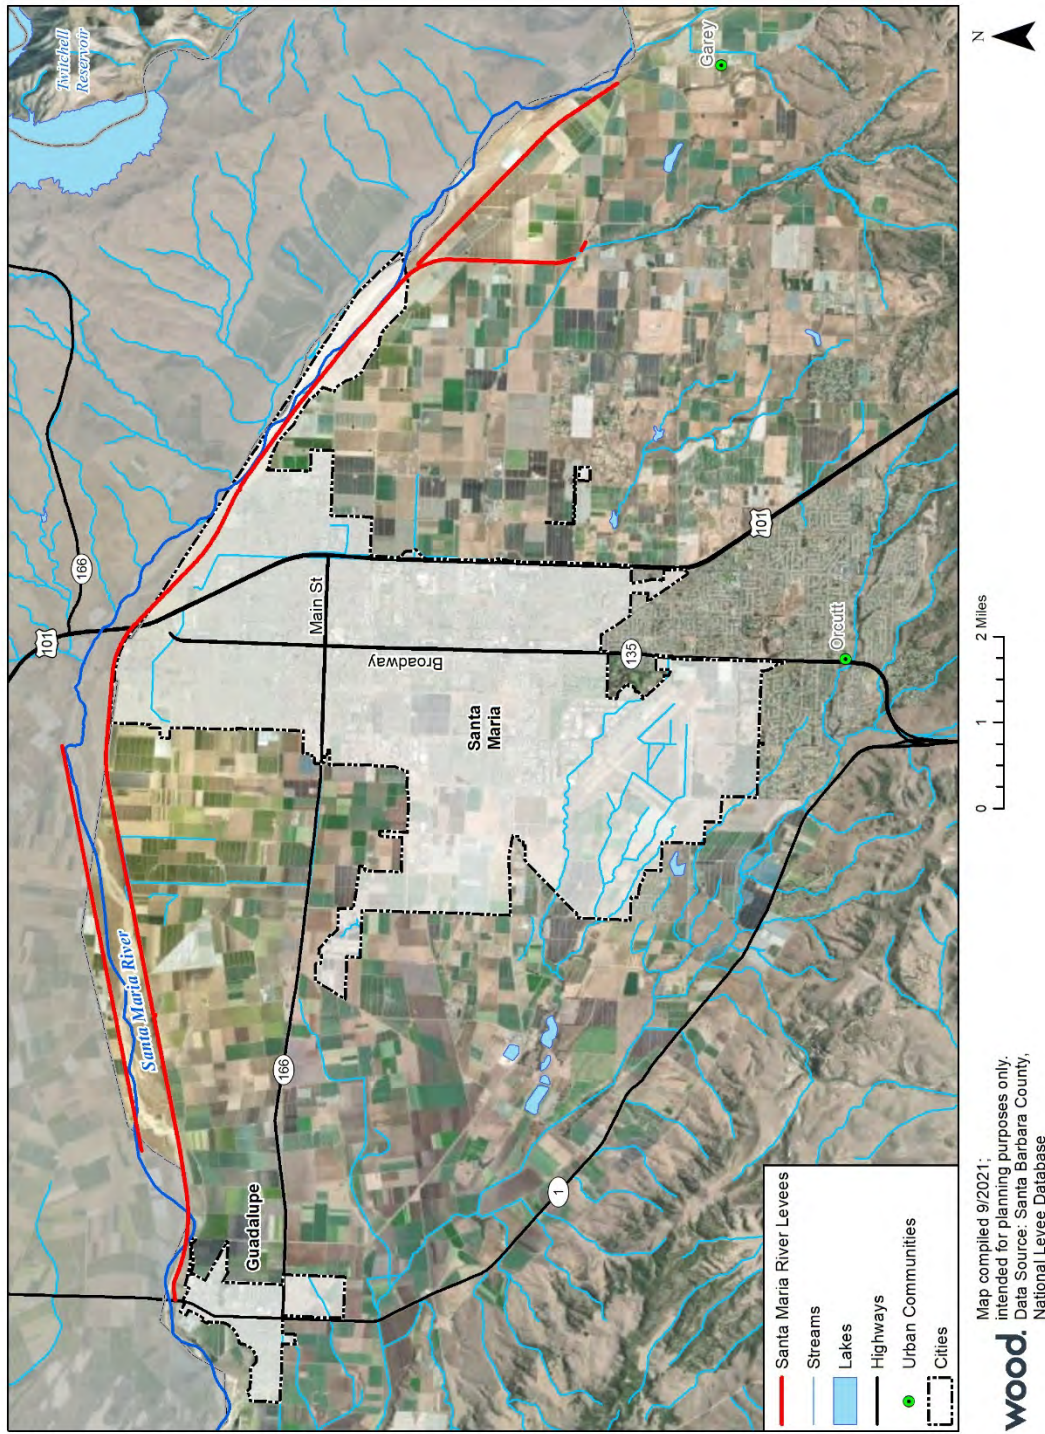 Twitchell
Reservoir
Garey
166
101
Main St
Broadway
Santa
Maria
135
101
Orcutt
Santa Maria River
166
Guadalupe
1
Santa Maria River Levees
Streams
Lakes
Highways
Urban Communities
Cities
N
0 1 2 Miles
wood.
Map compiled 9/2021;
intended for planning purposes only.
Data Source: Santa Barbara County,
National Levee Database